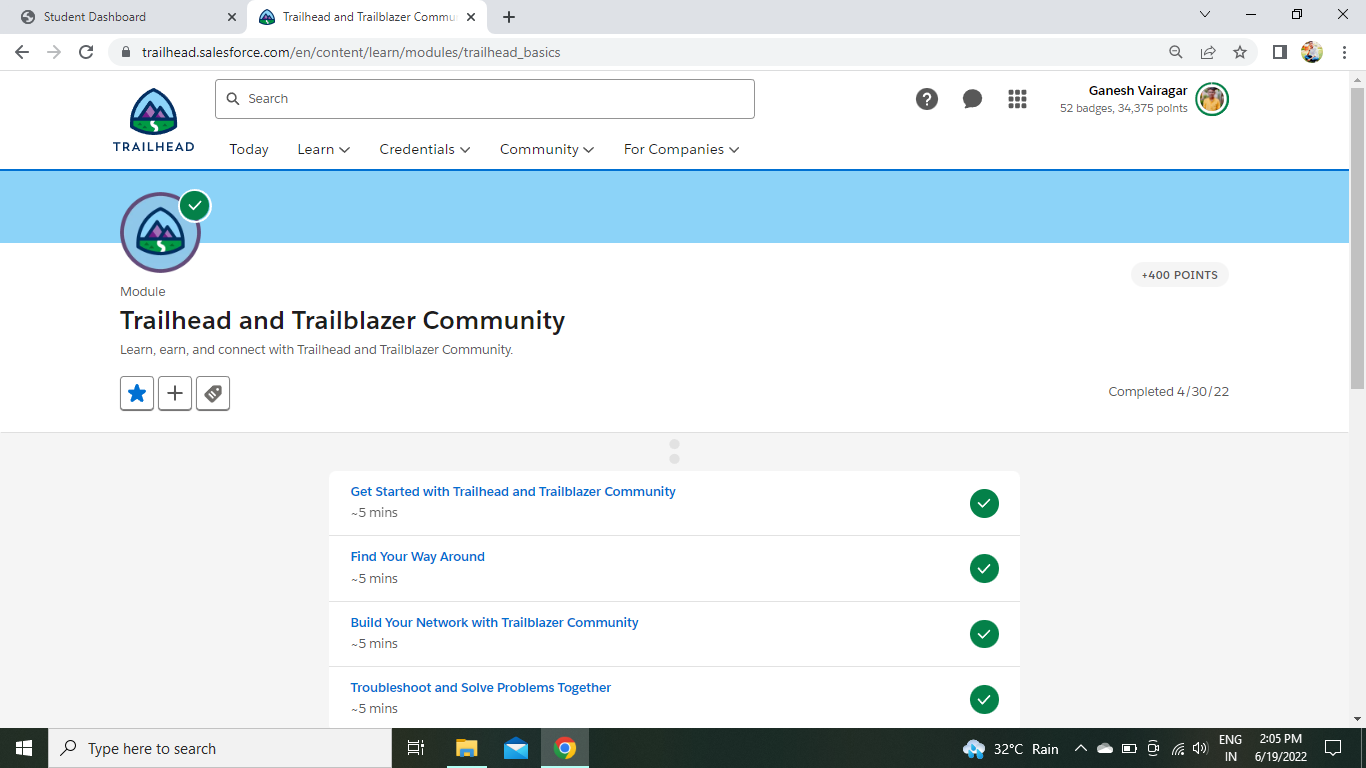 Student Dashboard
Trailhead and Trailblazer Commu
trailhead.salesforce.com/en/content/learn/modules/trailhead_basics
TRAILHEAD
Search
Ganesh Vairagar
52 badges, 34,375 points
Today Learn Credentials Community For Companies
+400 POINTS
Module
Trailhead and Trailblazer Community
Learn, earn, and connect with Trailhead and Trailblazer Community.
Completed 4/30/22
Get Started with Trailhead and Trailblazer Community
~5 mins
Find Your Way Around
~5 mins
Build Your Network with Trailblazer Community
~5 mins
Troubleshoot and Solve Problems Together
~5 mins
Type here to search
32°C Rain
ENG
IN
2:05 PM
6/19/2022